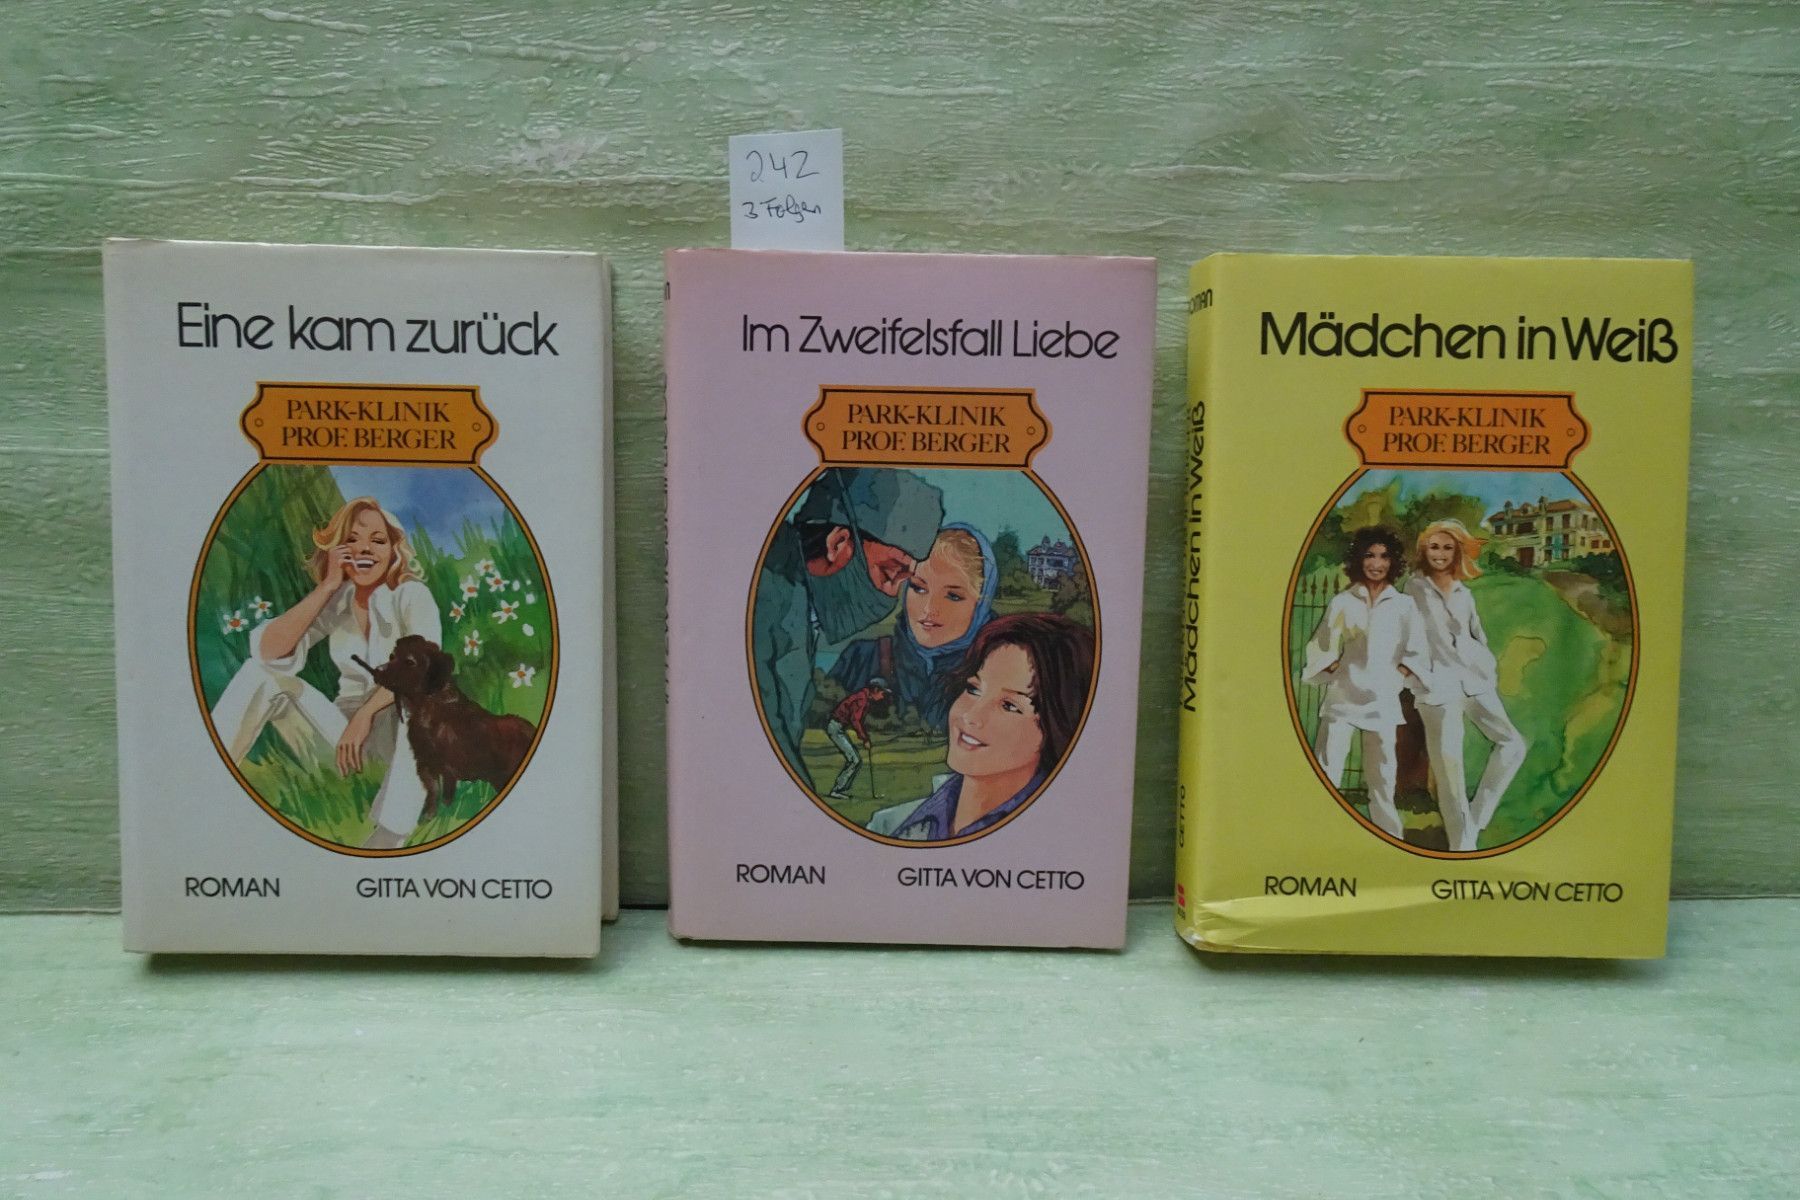 242
3 Folgen
Eine kam zurück
PARK-KLINIK
PROF. BERGER
ROMAN
GITTA VON CETTO
Im Zweifelsfall Liebe
PARK-KLINIK
PROF. BERGER
ROMAN
GITTA VON CETTO
Mädchen in Weiß
PARK-KLINIK
PROF. BERGER
ROMAN
GITTA VON CETTO
Mädchen in Weiß
CETTO